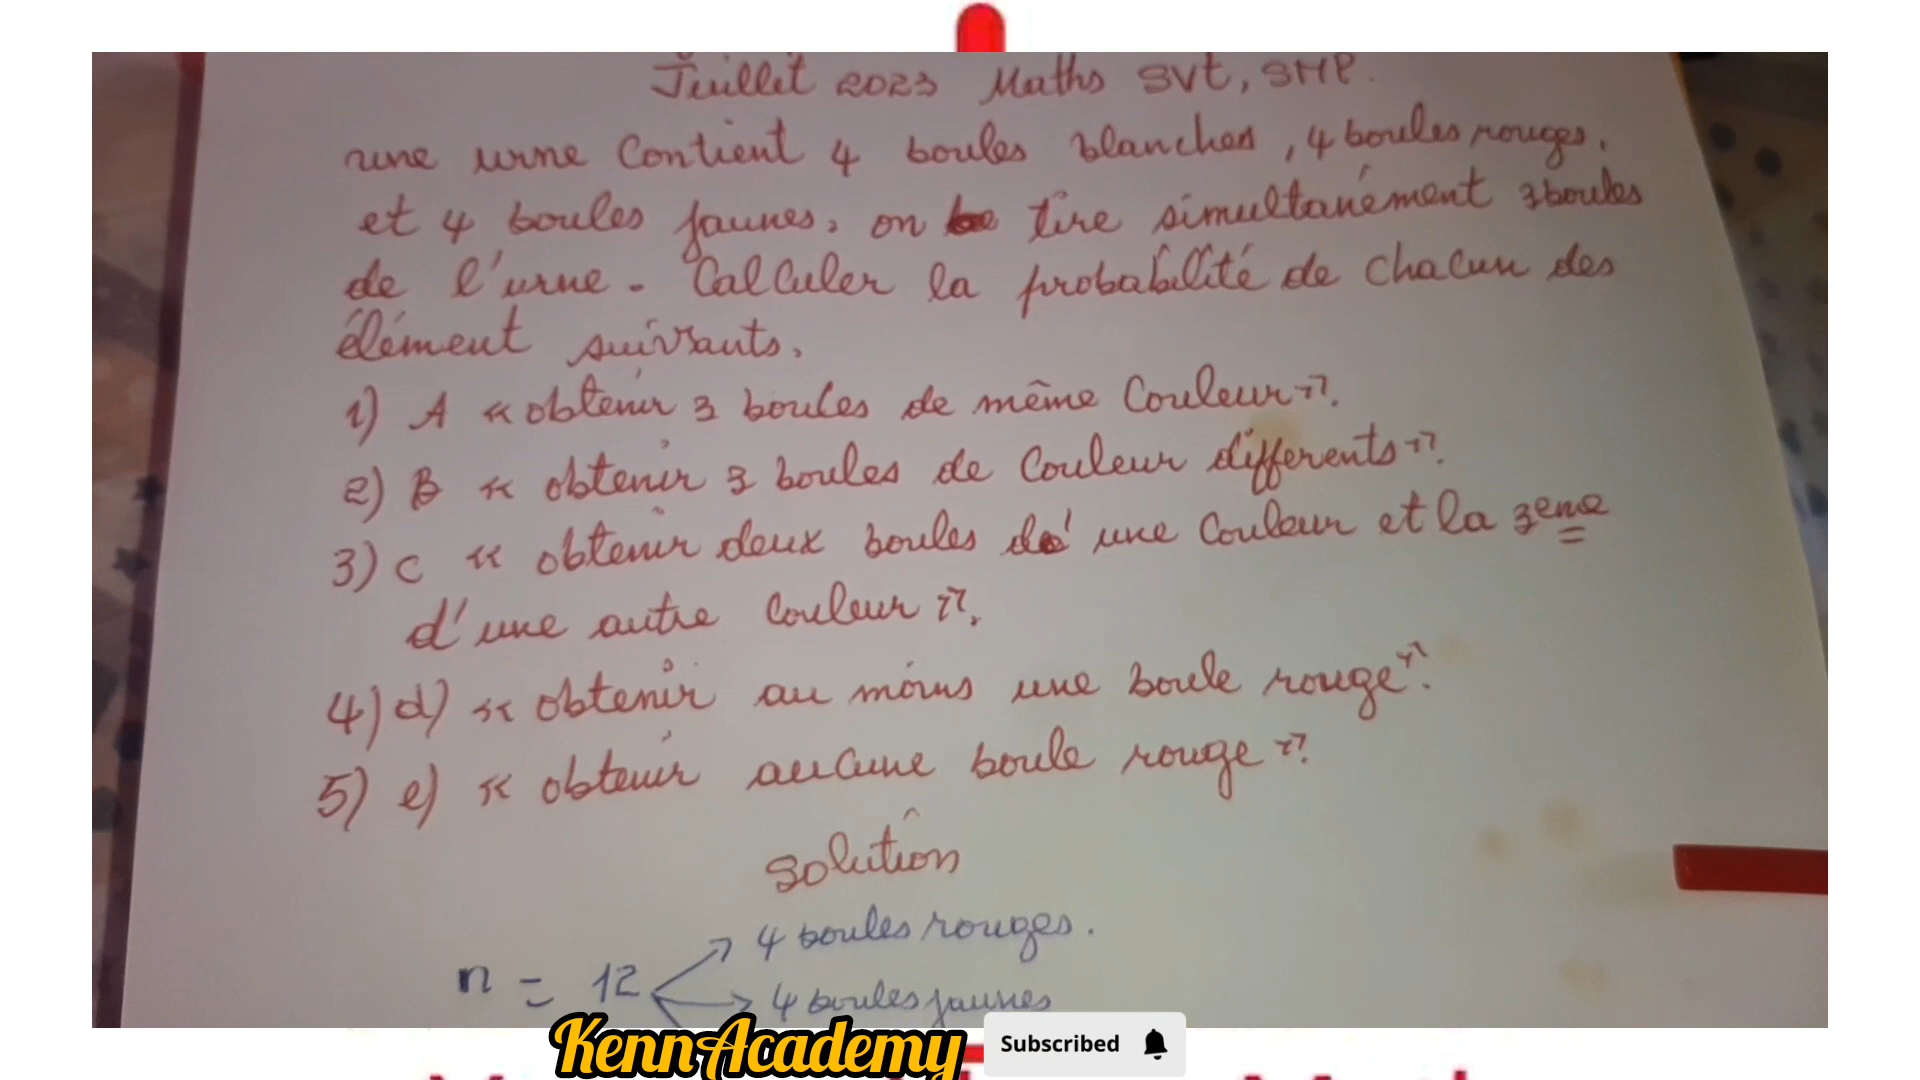 Juillet 2023 Maths SVt, SMP.
une urne Contient 4 boules blanches, 4 boules rouges.
et 4 boules jaunes, on tire simultanément 3 boules
de l'urne. Calculer la probabilité de chacun des
élément suivants.
1) A « obtenir 3 boules de même Couleur ».
2) B « obtenir 3 boules de Couleur differents ».
3) C « obtenir deux boules d' une Couleur et la 3eme
d'une autre Couleur ».
4) d) « obtenir au moins une boule rouge ».
5) e) « obtenir aucune boule rouge ».
Solution
n = 12 4 boules rouges.
4 boules jaunes
KennAcademy
Subscribed